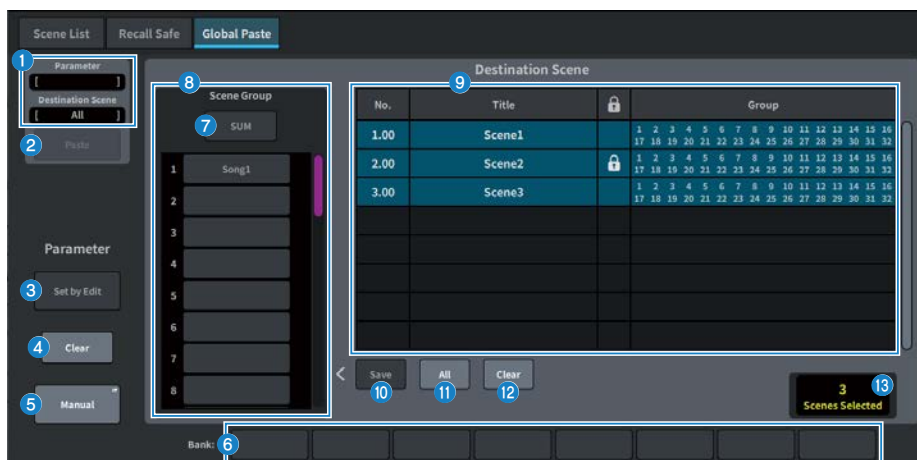 Scene List Recall Safe Global Paste
1 Parameter
[ ]
Destination Scene
[ All ]
2 Paste
Parameter
3 Set by Edit
4 Clear
5 Manual
8
Scene Group
7 SUM
1 Song1
2
3
4
5
6
7
8
Destination Scene
9
No. Title Group
1.00 Scene1 1 2 3 4 5 6 7 8 9 10 11 12 13 14 15 16
17 18 19 20 21 22 23 24 25 26 27 28 29 30 31 32
2.00 Scene2 1 2 3 4 5 6 7 8 9 10 11 12 13 14 15 16
17 18 19 20 21 22 23 24 25 26 27 28 29 30 31 32
3.00 Scene3 1 2 3 4 5 6 7 8 9 10 11 12 13 14 15 16
17 18 19 20 21 22 23 24 25 26 27 28 29 30 31 32
< Save All Clear
10 11 12
3 13
Scenes Selected
Bank: 6